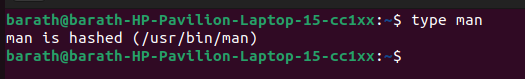 barath@barath-HP-Pavilion-Laptop-15-cc1xx:~$ type man
man is hashed (/usr/bin/man)
barath@barath-HP-Pavilion-Laptop-15-cc1xx:~$